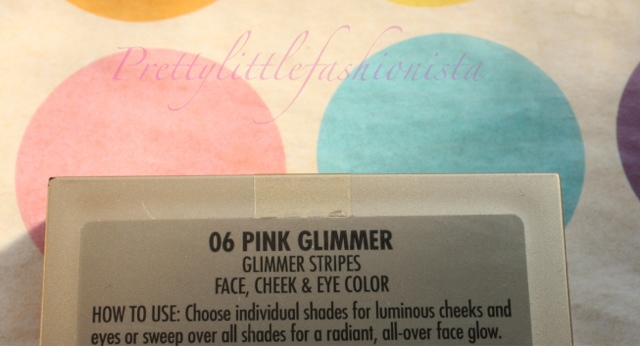 Prettylittlefashionista
06 PINK GLIMMER
GLIMMER STRIPES
FACE, CHEEK & EYE COLOR
HOW TO USE: Choose individual shades for luminous cheeks and
eyes or sweep over all shades for a radiant, all-over face glow.